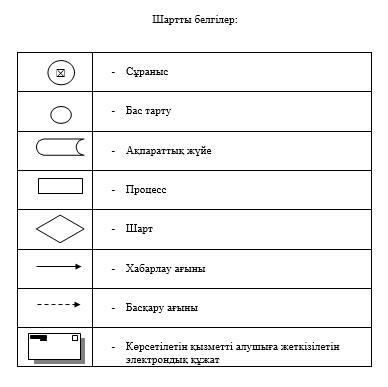 Шартты белгілер:
- Сұраныс
- Бас тарту
- Ақпараттық жүйе
- Процесс
- Шарт
- Хабарлау ағыны
- Басқару ағыны
- Көрсетілетін қызметті алушыға жеткізілетін
электрондық құжат